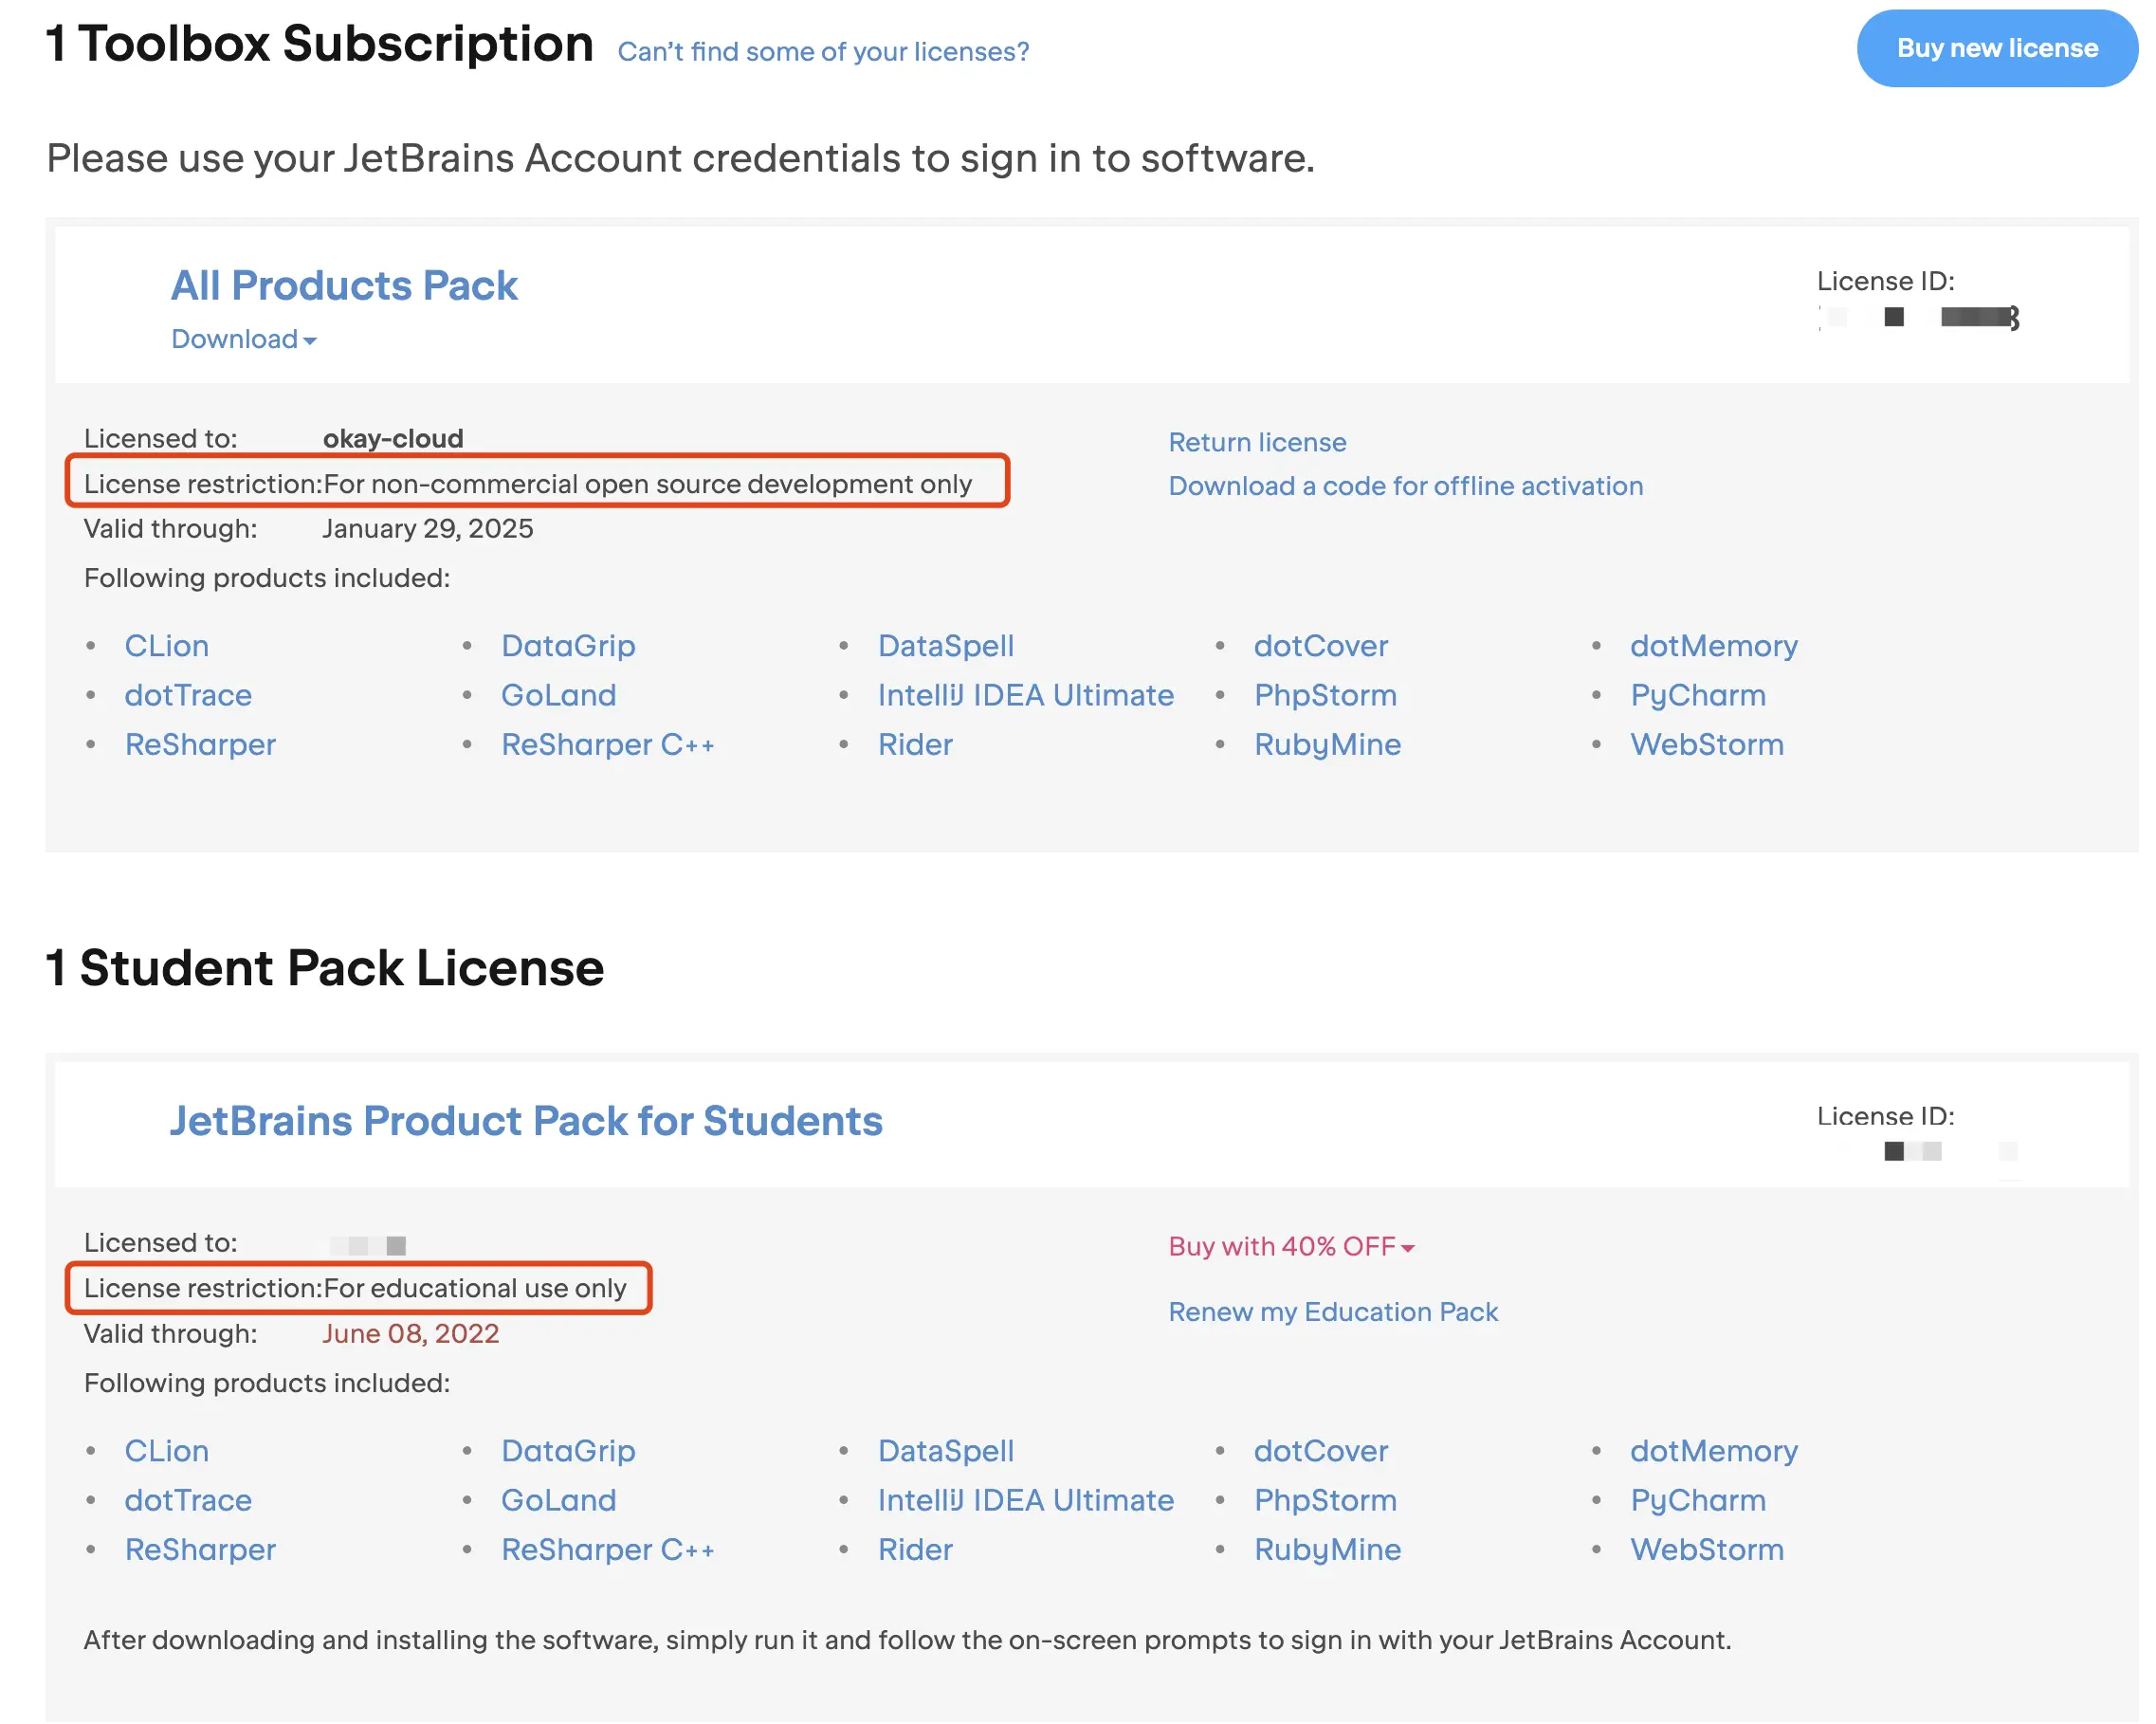 1 Toolbox Subscription Can't find some of your licenses? Buy new license
Please use your JetBrains Account credentials to sign in to software.
All Products Pack
License ID:
Download
Licensed to: okay-cloud
Return license
License restriction:For non-commercial open source development only
Download a code for offline activation
Valid through: January 29, 2025
Following products included:
• CLion • DataGrip • DataSpell • dotCover • dotMemory
• dotTrace • GoLand • IntelliJ IDEA Ultimate • PhpStorm • PyCharm
• ReSharper • ReSharper C++ • Rider • RubyMine • WebStorm
1 Student Pack License
JetBrains Product Pack for Students
License ID:
Licensed to:
Buy with 40% OFF
License restriction:For educational use only
Renew my Education Pack
Valid through: June 08, 2022
Following products included:
• CLion • DataGrip • DataSpell • dotCover • dotMemory
• dotTrace • GoLand • IntelliJ IDEA Ultimate • PhpStorm • PyCharm
• ReSharper • ReSharper C++ • Rider • RubyMine • WebStorm
After downloading and installing the software, simply run it and follow the on-screen prompts to sign in with your JetBrains Account.